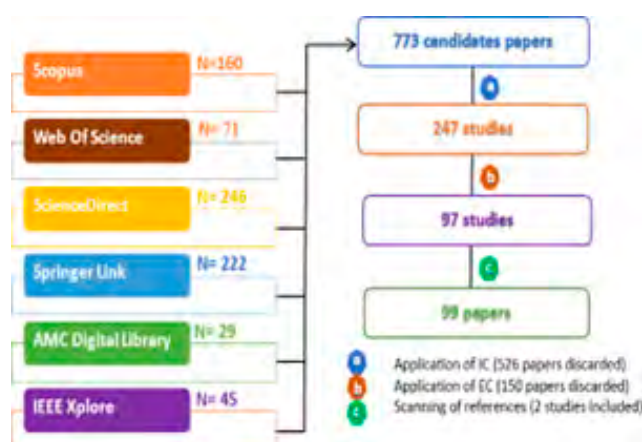 Scopus
N=160
Web Of Science
N= 71
ScienceDirect
N= 246
Springer Link
N= 222
AMC Digital Library
N= 29
IEEE Xplore
N= 45
773 candidates papers
a
247 studies
b
97 studies
c
99 papers
a Application of IC (526 papers discarded)
b Application of EC (150 papers discarded)
c Scanning of references (2 studies included)